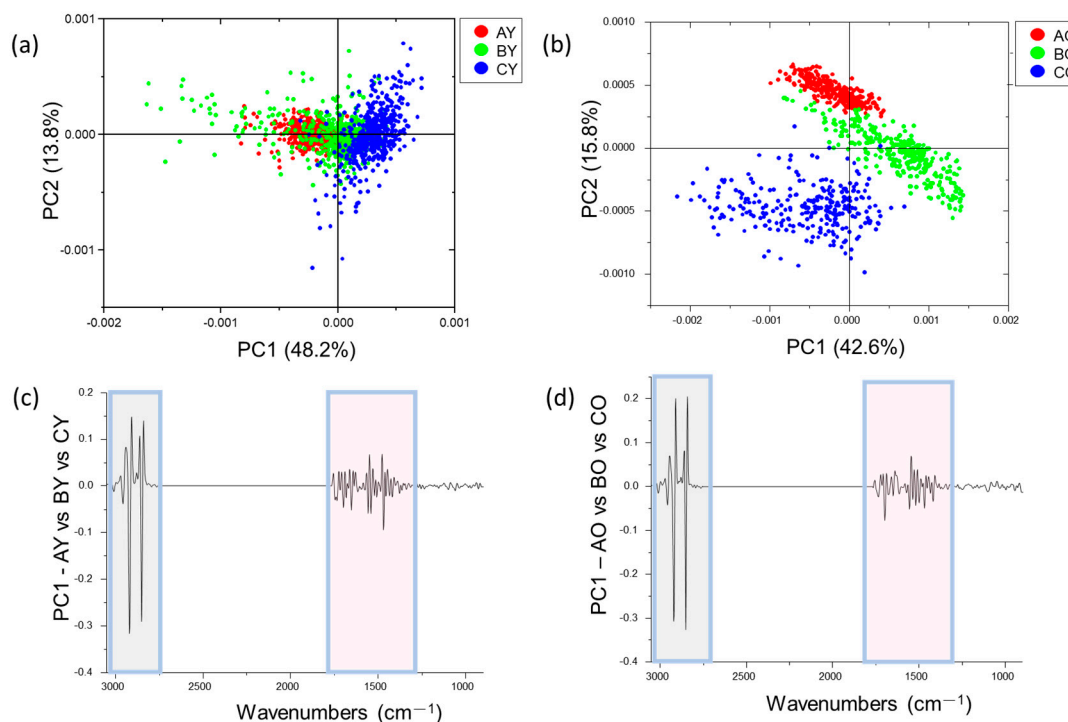 (a)
AY
BY
CY
0.001
0.000
-0.001
PC2 (13.8%)
-0.002
-0.001
0.000
0.001
PC1 (48.2%)
(b)
AO
BO
CO
0.0010
0.0005
0.0000
-0.0005
-0.0010
PC2 (15.8%)
-0.002
-0.001
0.000
0.001
0.002
PC1 (42.6%)
(c)
0.2
0.1
0.0
-0.1
-0.2
-0.3
-0.4
PC1 - AY vs BY vs CY
3000
2500
2000
1500
1000
Wavenumbers (cm⁻¹)
(d)
0.2
0.1
0.0
-0.1
-0.2
-0.3
-0.4
PC1 – AO vs BO vs CO
3000
2500
2000
1500
1000
Wavenumbers (cm⁻¹)